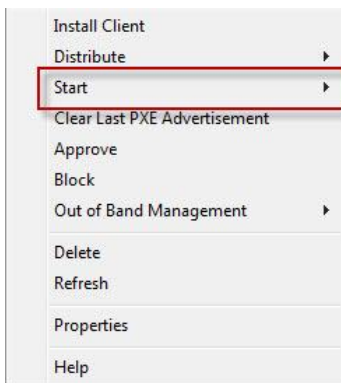 Install Client
Distribute
Start
Clear Last PXE Advertisement
Approve
Block
Out of Band Management
Delete
Refresh
Properties
Help